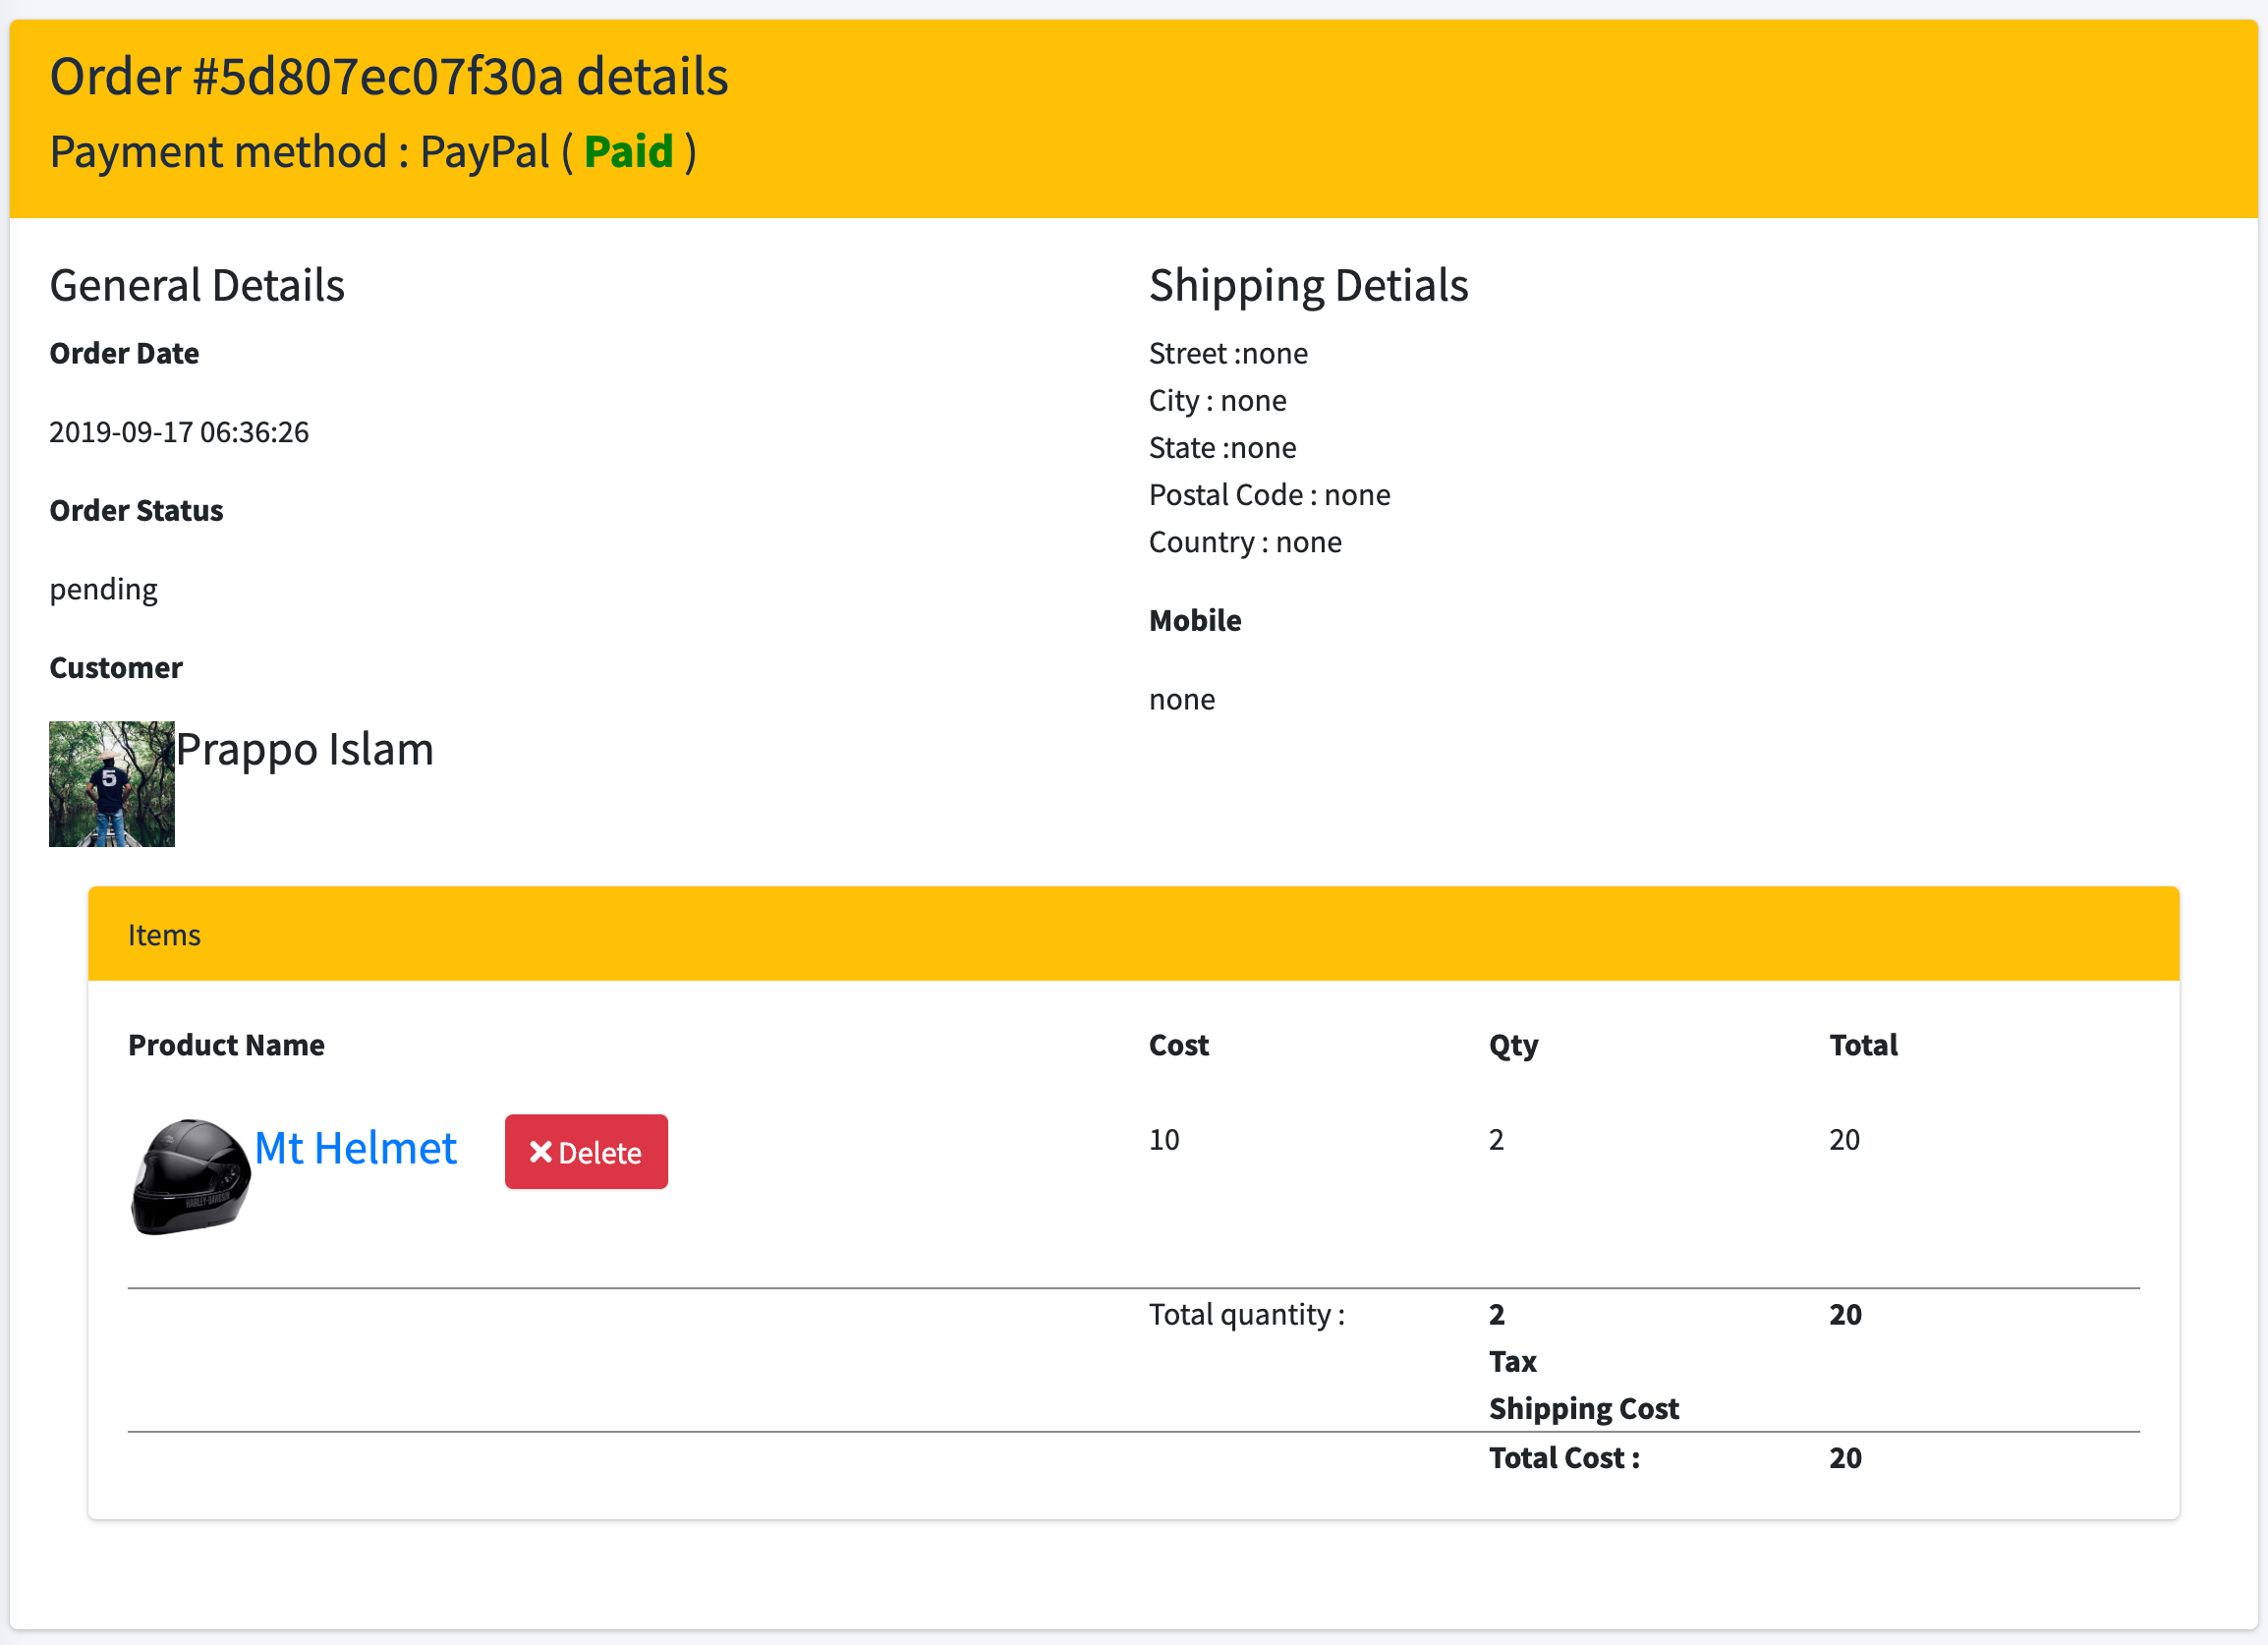 Order #5d807ec07f30a details
Payment method : PayPal ( Paid )
General Details
Order Date
2019-09-17 06:36:26
Order Status
pending
Customer
5
Prappo Islam
Shipping Detials
Street :none
City : none
State :none
Postal Code : none
Country : none
Mobile
none
Items
Product Name Cost Qty Total
Mt Helmet Delete 10 2 20
HARLEY-DAVIDSON
Total quantity : 2 20
Tax
Shipping Cost
Total Cost : 20